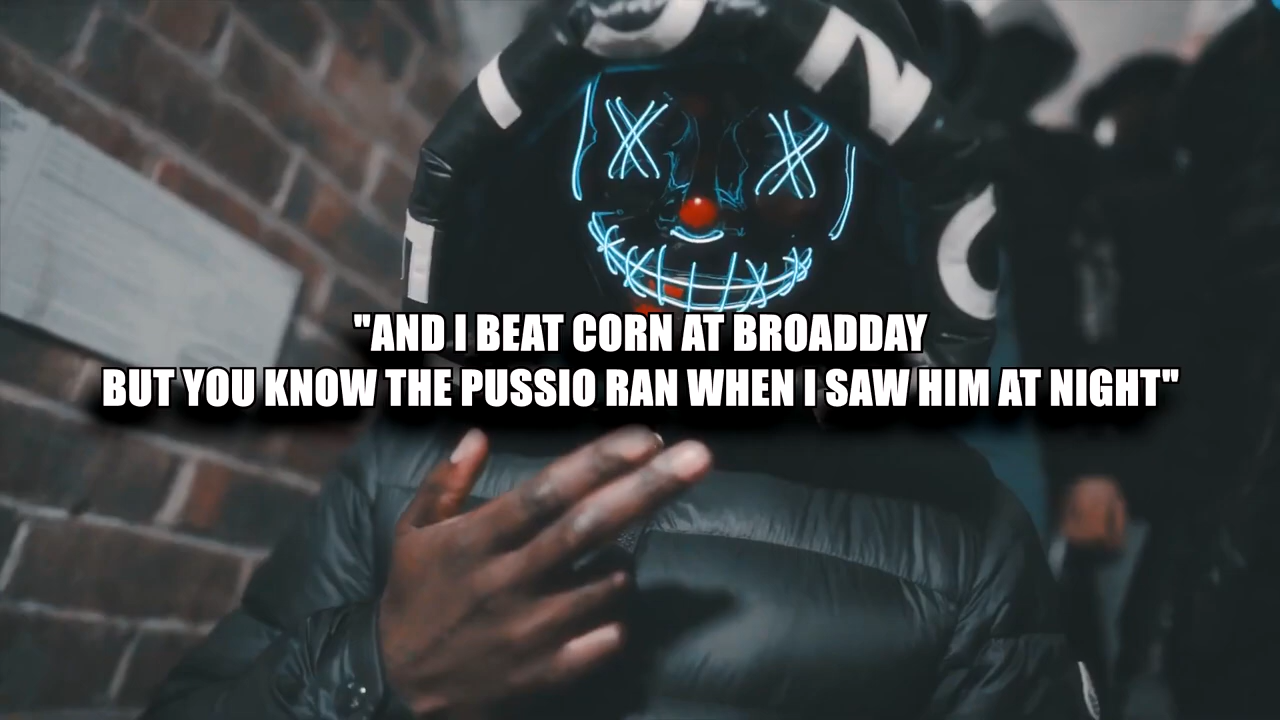 "AND I BEAT CORN AT BROADDAY
BUT YOU KNOW THE PUSSIO RAN WHEN I SAW HIM AT NIGHT"